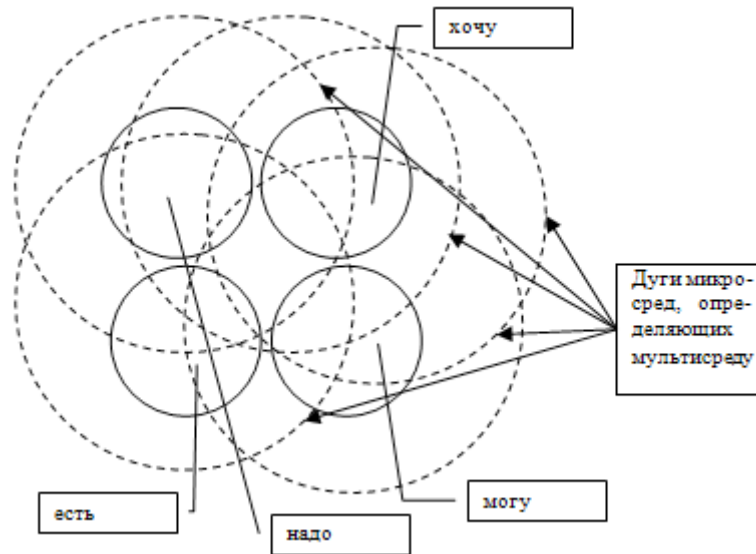 хочу
Дуги микро-
сред, опре-
деляющих
мультисреду
есть
могу
надо